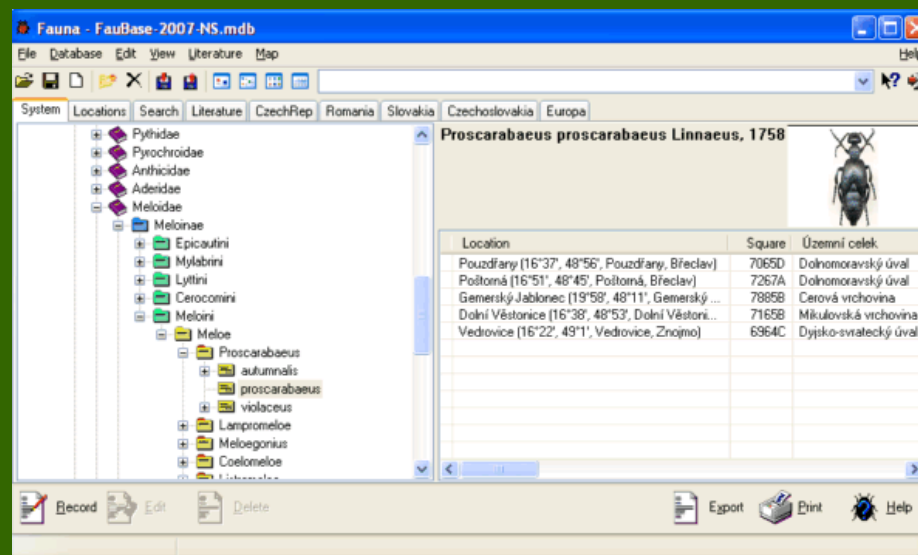 Fauna - FauBase-2007-NS.mdb
File Database Edit View Literature Map Help
System Locations Search Literature CzechRep Romania Slovakia Czechoslovakia Europa
Pythidae
Pyrochroidae
Anthicidae
Aderidae
Meloidae
Meloinae
Epicautini
Mylabrini
Lyttini
Cerocomini
Meloini
Meloe
Proscarabaeus
autumnalis
proscarabaeus
violaceus
Lampromeloe
Meloegonius
Coelomeloe
Proscarabaeus proscarabaeus Linnaeus, 1758
Location Square Územní celek
Pouzdřany (16°37', 48°56', Pouzdřany, Břeclav) 7065D Dolnomoravský úval
Poštorná (16°51', 48°45', Poštorná, Břeclav) 7267A Dolnomoravský úval
Gemerský Jablonec (19°58', 48°11', Gemerský ... 7885B Cerová vrchovina
Dolní Věstonice (16°38', 48°53', Dolní Věstoni... 7165B Mikulovská vrchovina
Vedrovice (16°22', 49°1', Vedrovice, Znojmo) 6964C Dyjsko-svratecký úval
Record Edit Delete Export Print Help